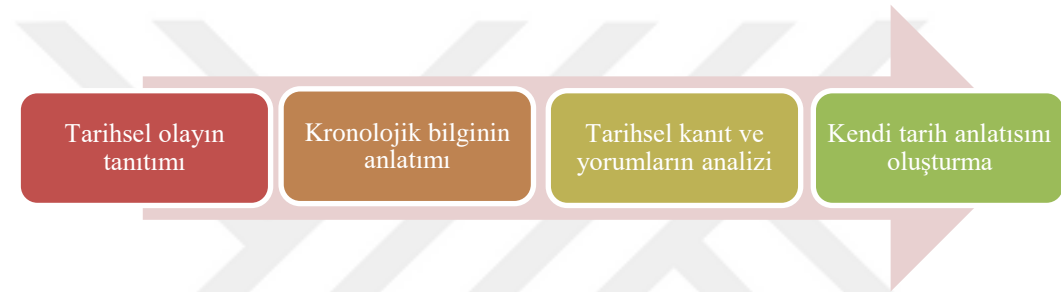 Tarihsel olayın
tanıtımı
Kronolojik bilginin
anlatımı
Tarihsel kanıt ve
yorumların analizi
Kendi tarih anlatısını
oluşturma